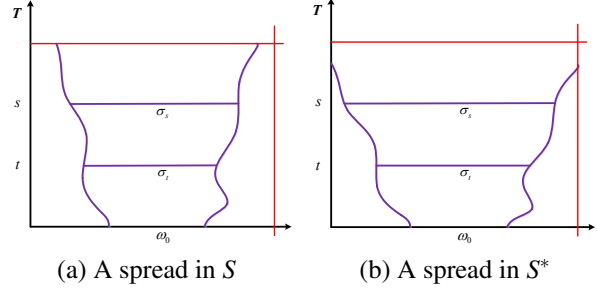 T
s
σ_s
t
σ_t
ω_0
(a) A spread in S
T
s
σ_s
t
σ_t
ω_0
(b) A spread in S*